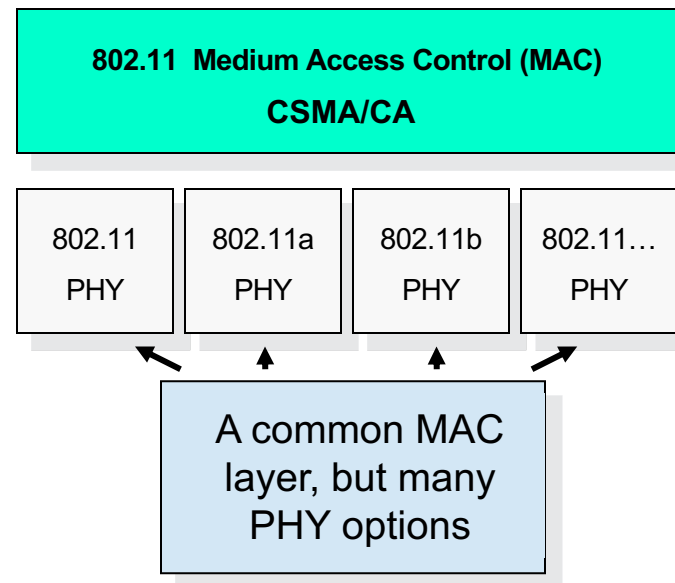 802.11 Medium Access Control (MAC)
CSMA/CA
802.11
PHY
802.11a
PHY
802.11b
PHY
802.11…
PHY
A common MAC
layer, but many
PHY options